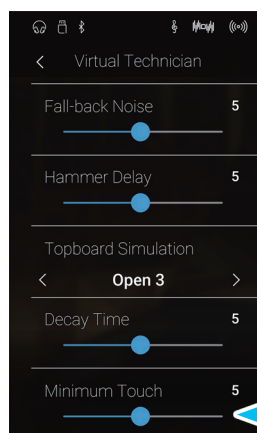 Virtual Technician
Fall-back Noise 5
Hammer Delay 5
Topboard Simulation
Open 3
Decay Time 5
Minimum Touch 5